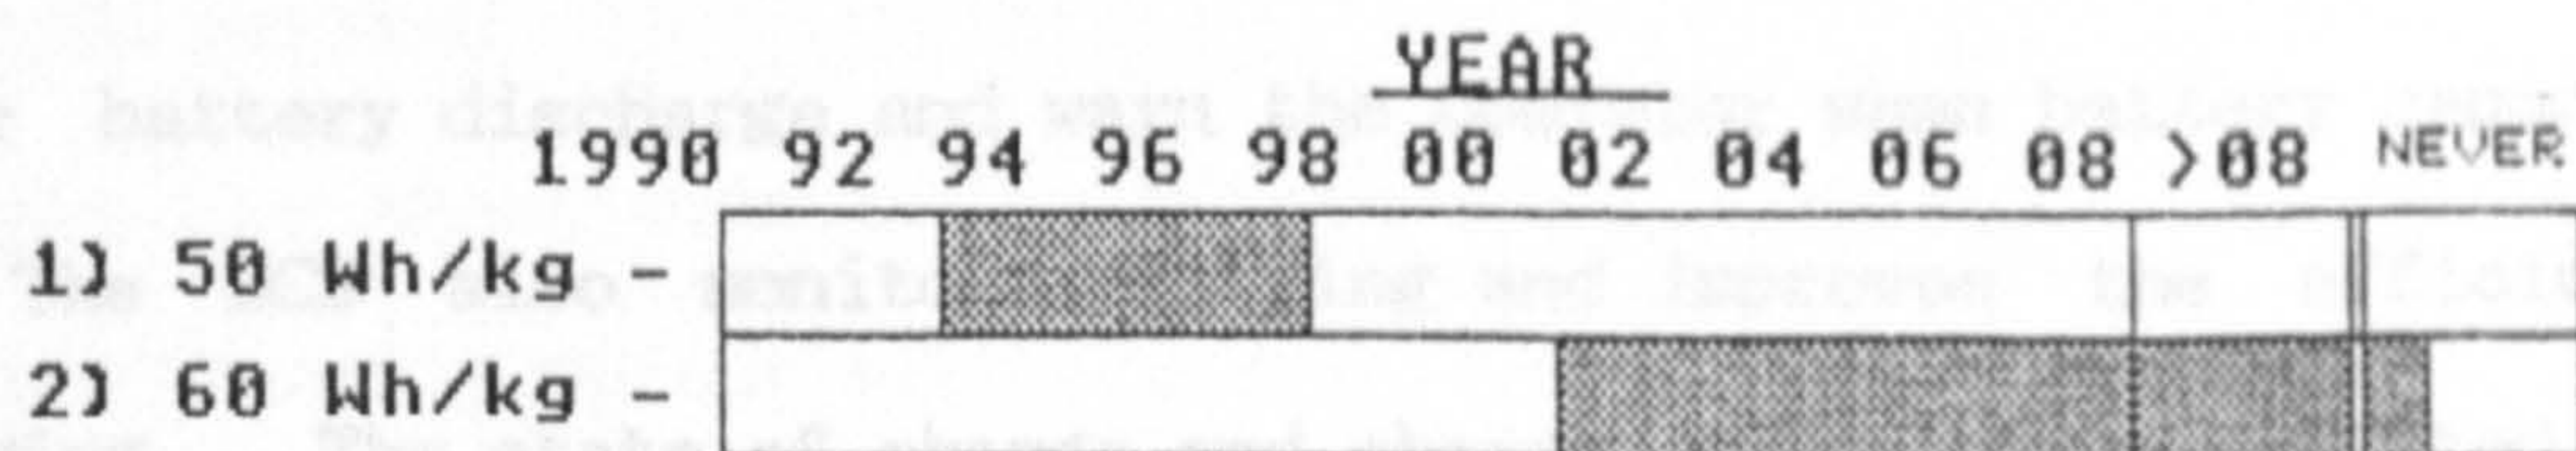 YEAR
1990 92 94 96 98 00 02 04 06 08 >08 NEVER
1) 50 Wh/kg -
2) 60 Wh/kg -